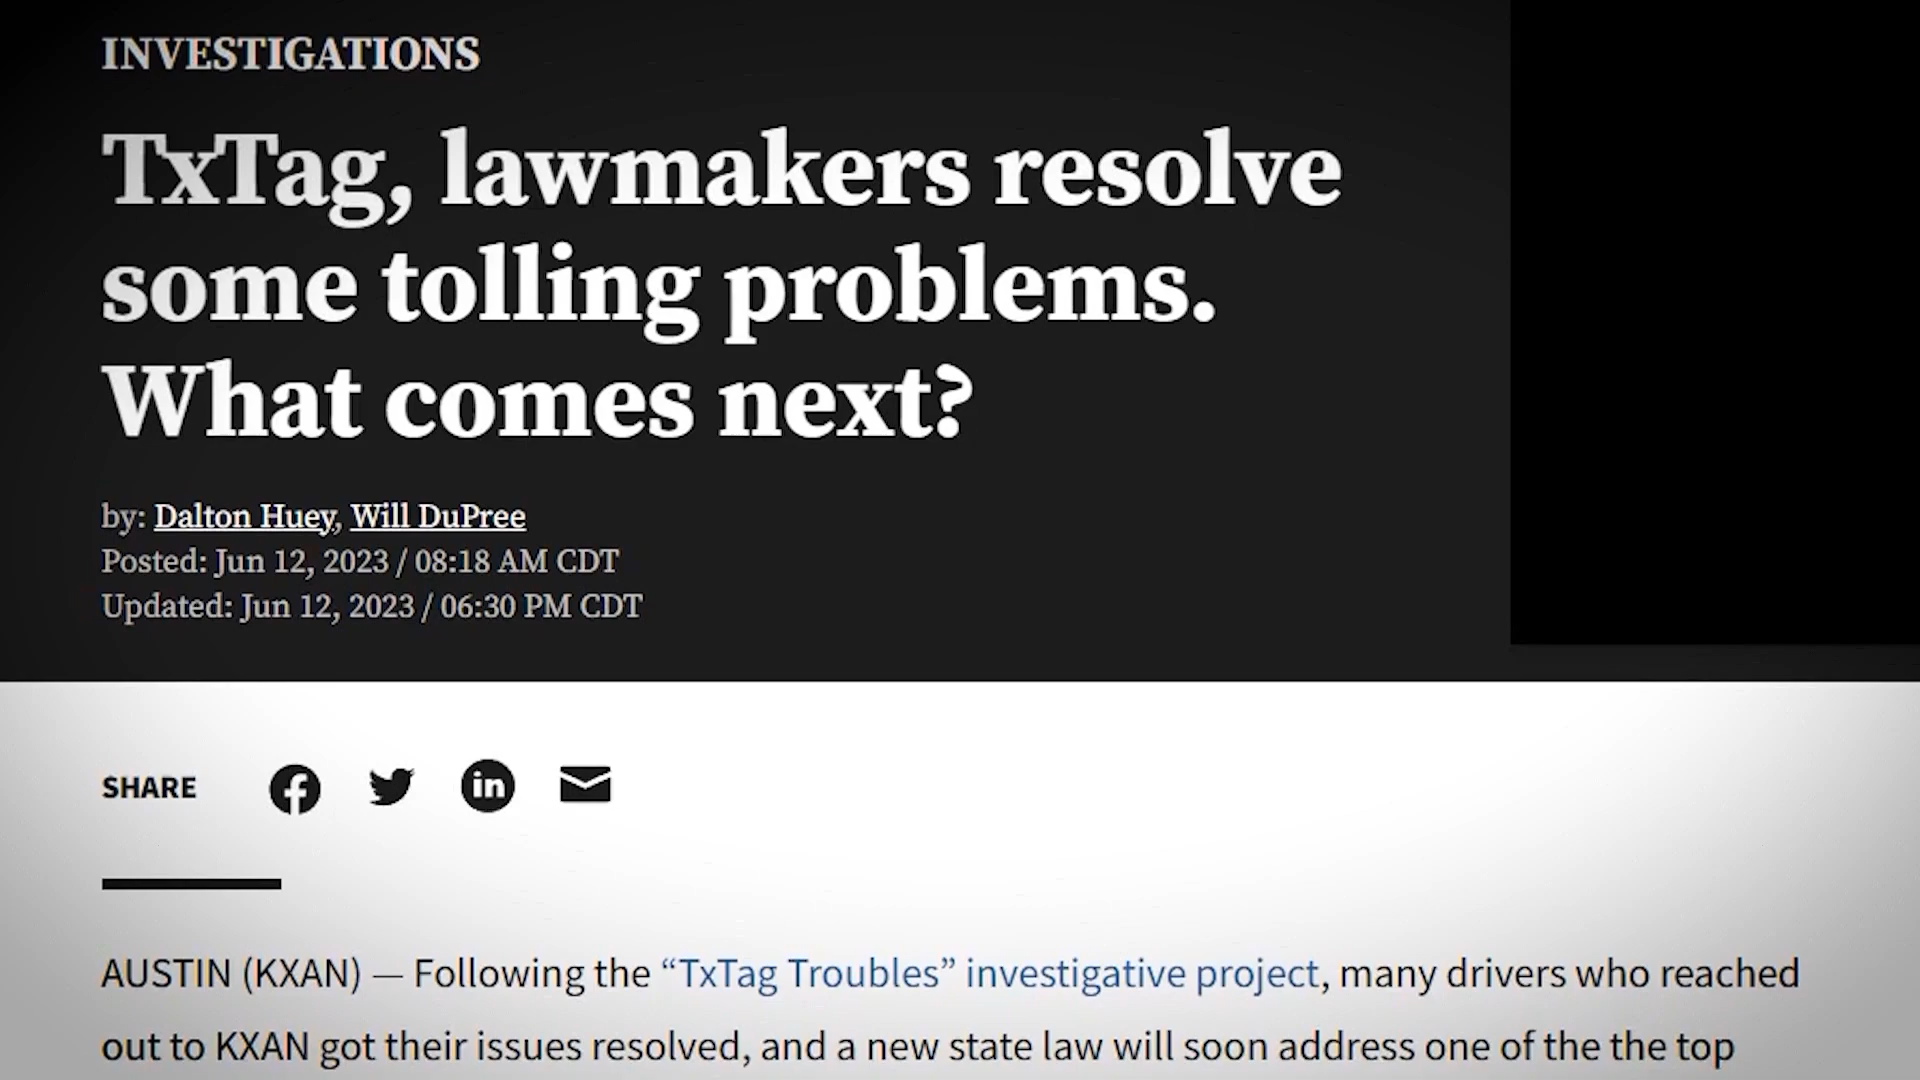 INVESTIGATIONS
TxTag, lawmakers resolve
some tolling problems.
What comes next?
by: Dalton Huey, Will DuPree
Posted: Jun 12, 2023 / 08:18 AM CDT
Updated: Jun 12, 2023 / 06:30 PM CDT
SHARE
AUSTIN (KXAN) — Following the “TxTag Troubles” investigative project, many drivers who reached
out to KXAN got their issues resolved, and a new state law will soon address one of the the top